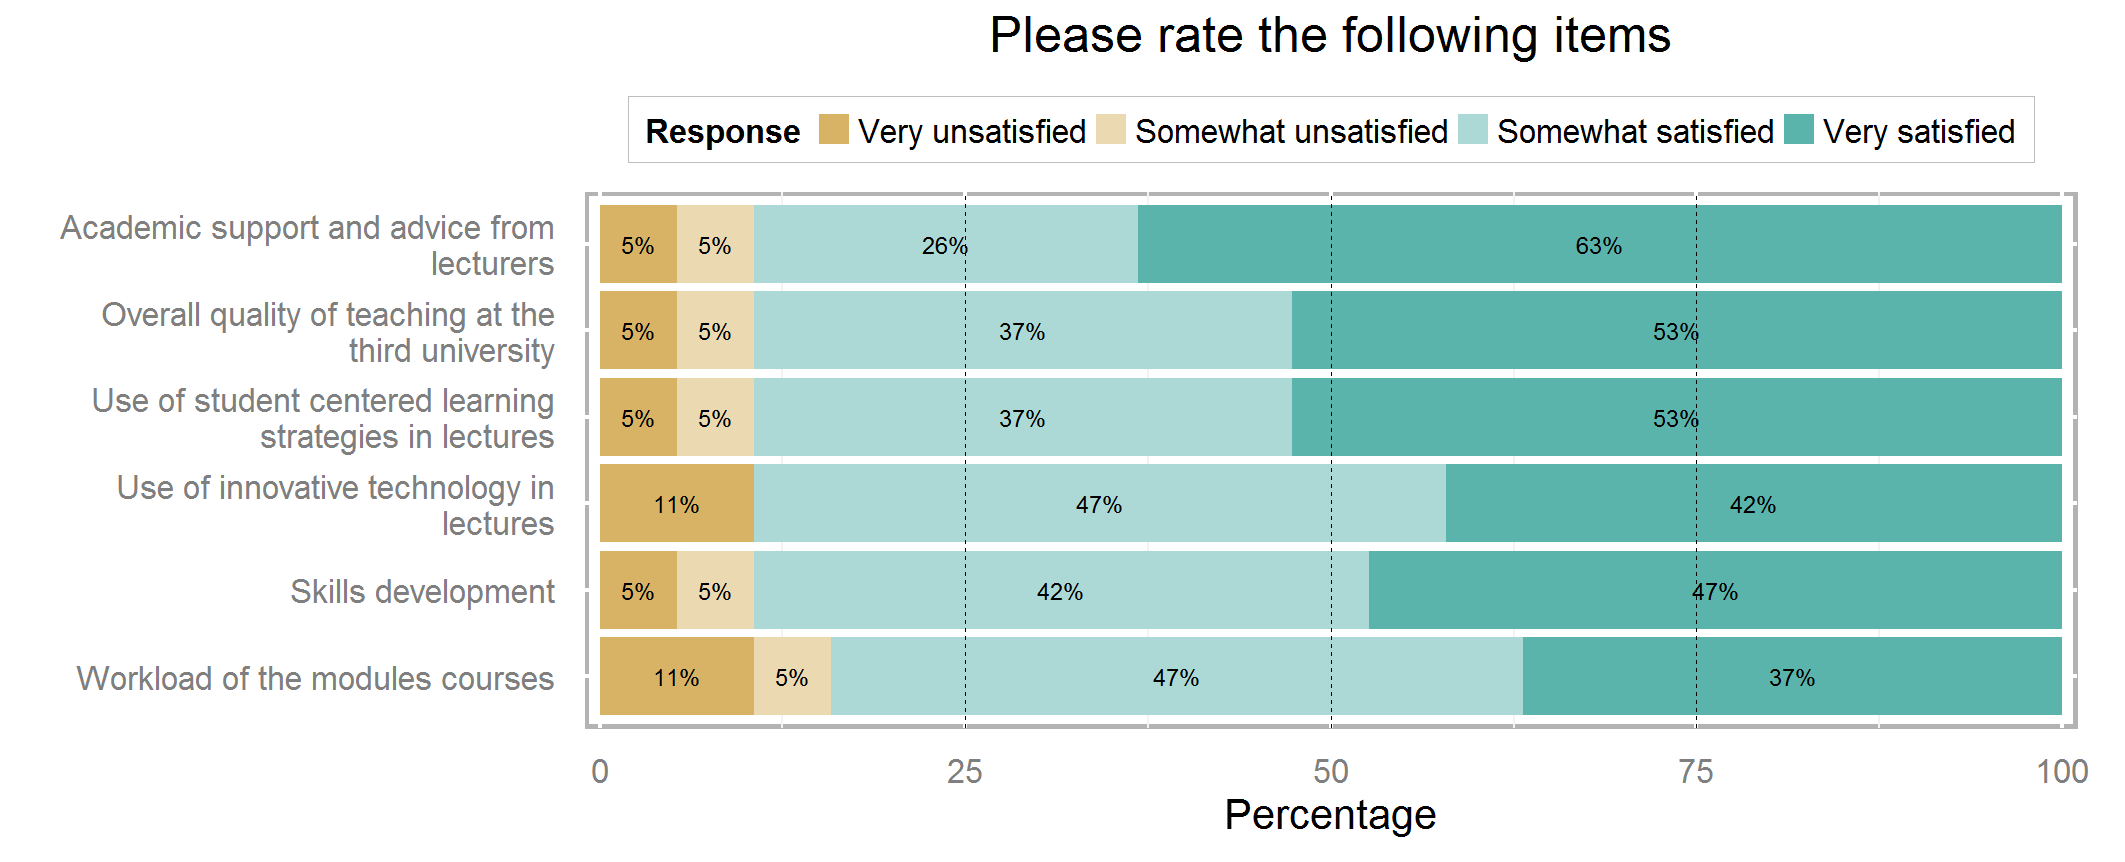 Please rate the following items
Response Very unsatisfied Somewhat unsatisfied Somewhat satisfied Very satisfied
Academic support and advice from
lecturers
5% 5% 26% 63%
Overall quality of teaching at the
third university
5% 5% 37% 53%
Use of student centered learning
strategies in lectures
5% 5% 37% 53%
Use of innovative technology in
lectures
11% 47% 42%
Skills development
5% 5% 42% 47%
Workload of the modules courses
11% 5% 47% 37%
0 25 50 75 100
Percentage